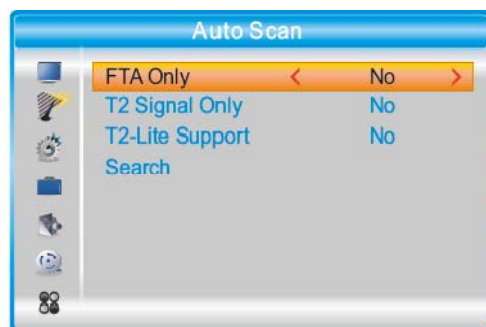 Auto Scan
FTA Only < No >
T2 Signal Only No
T2-Lite Support No
Search